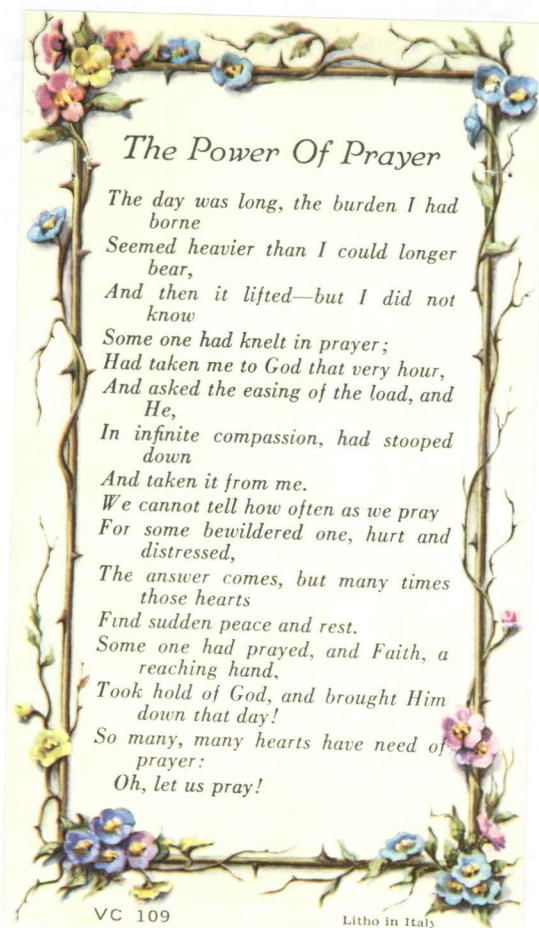 The Power Of Prayer
The day was long, the burden I had
borne
Seemed heavier than I could longer
bear,
And then it lifted—but I did not
know
Some one had knelt in prayer;
Had taken me to God that very hour,
And asked the easing of the load, and
He,
In infinite compassion, had stooped
down
And taken it from me.
We cannot tell how often as we pray
For some bewildered one, hurt and
distressed,
The answer comes, but many times
those hearts
Find sudden peace and rest.
Some one had prayed, and Faith, a
reaching hand,
Took hold of God, and brought Him
down that day!
So many, many hearts have need of
prayer:
Oh, let us pray!
VC 109
Litho in Italy